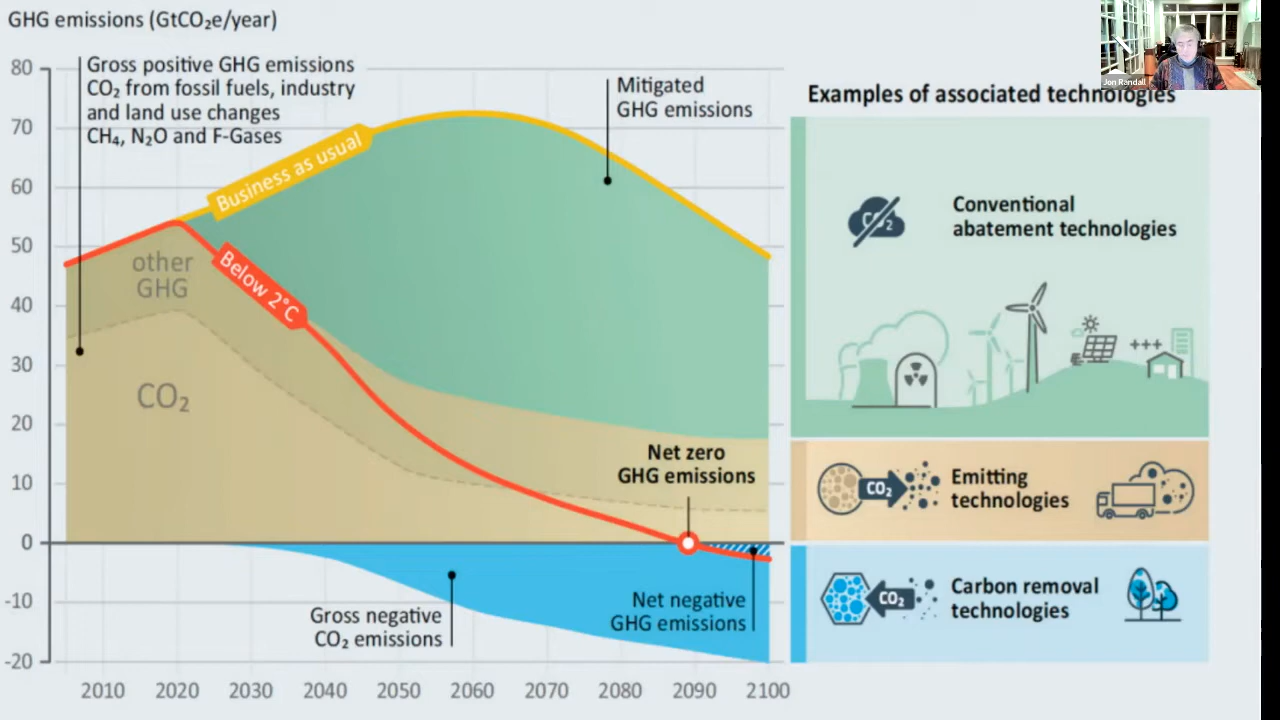 GHG emissions (GtCO₂e/year)
Jon Randall
Examples of associated technologies
80
70
60
50
40
30
20
10
0
-10
-20
Gross positive GHG emissions
CO₂ from fossil fuels, industry
and land use changes
CH₄, N₂O and F-Gases
Business as usual
Below 2°C
Mitigated
GHG emissions
other
GHG
CO₂
Net zero
GHG emissions
Gross negative
CO₂ emissions
Net negative
GHG emissions
2010
2020
2030
2040
2050
2060
2070
2080
2090
2100
CO₂
Conventional
abatement technologies
+++
CO₂
Emitting
technologies
CO₂
Carbon removal
technologies